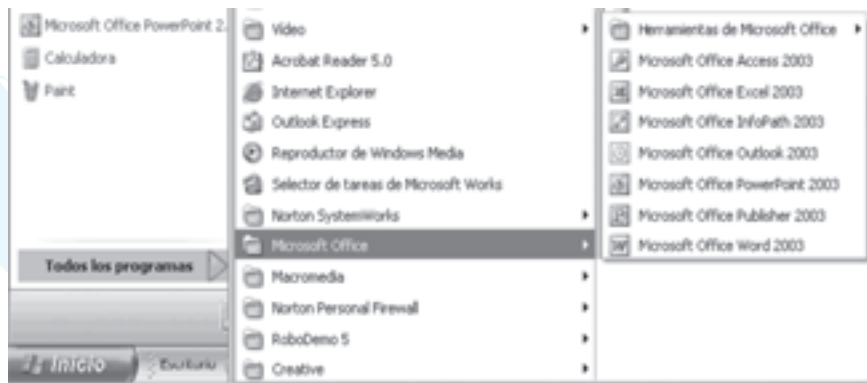 Microsoft Office PowerPoint 2...
Calculadora
Paint
Todos los programas
Inicio
Escritorio
Vídeo
Acrobat Reader 5.0
Internet Explorer
Outlook Express
Reproductor de Windows Media
Selector de tareas de Microsoft Works
Norton SystemWorks
Microsoft Office
Macromedia
Norton Personal Firewall
RoboDemo 5
Creative
Herramientas de Microsoft Office
Microsoft Office Access 2003
Microsoft Office Excel 2003
Microsoft Office InfoPath 2003
Microsoft Office Outlook 2003
Microsoft Office PowerPoint 2003
Microsoft Office Publisher 2003
Microsoft Office Word 2003